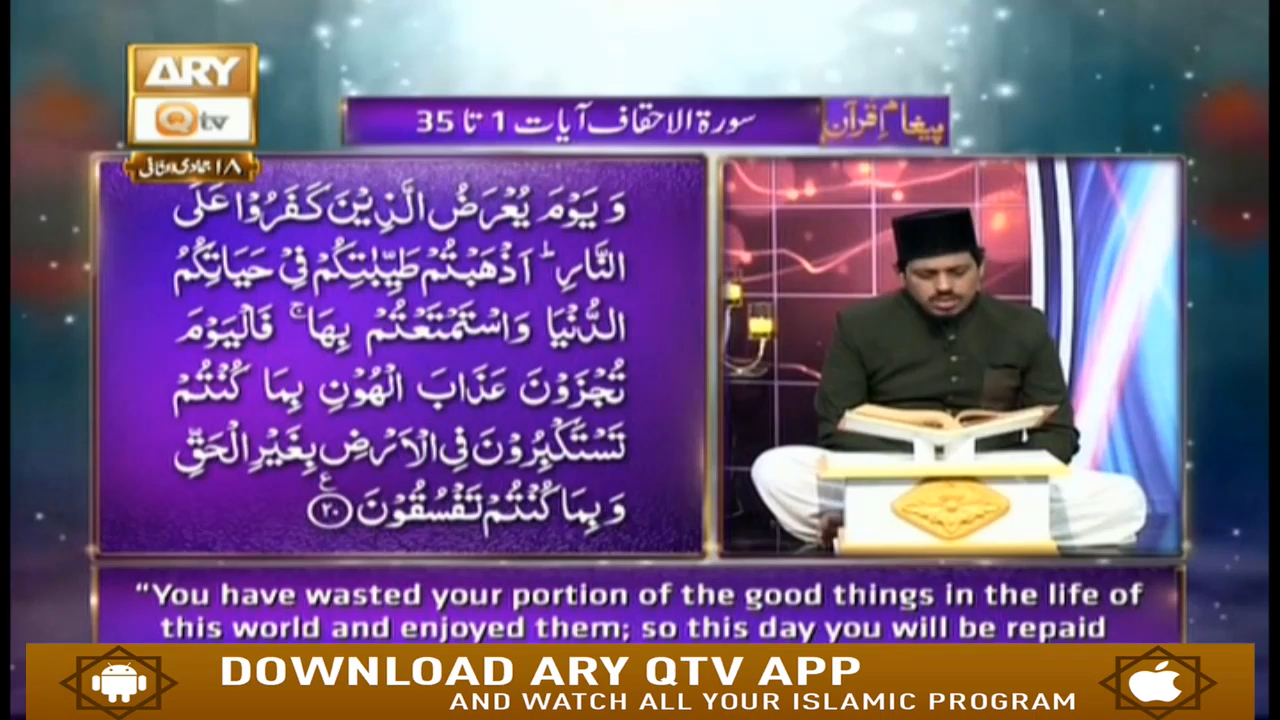 ARY
Qtv
۱۸ جمادی الثانی
پیغامِ قرآن
سورۃ الاحقاف آیات 1 تا 35
وَ یَوْمَ یُعْرَضُ الَّذِیْنَ كَفَرُوْا عَلَی
النَّارِ ؕ اَذْهَبْتُمْ طَیِّبٰتِكُمْ فِیْ حَیَاتِكُمُ
الدُّنْیَا وَاسْتَمْتَعْتُمْ بِهَا ۚ فَالْیَوْمَ
تُجْزَوْنَ عَذَابَ الْهُوْنِ بِمَا كُنْتُمْ
تَسْتَكْبِرُوْنَ فِی الْاَرْضِ بِغَیْرِ الْحَقِّ
وَ بِمَا كُنْتُمْ تَفْسُقُوْنَ ۲۰ ع
“You have wasted your portion of the good things in the life of
this world and enjoyed them; so this day you will be repaid
DOWNLOAD ARY QTV APP
AND WATCH ALL YOUR ISLAMIC PROGRAM